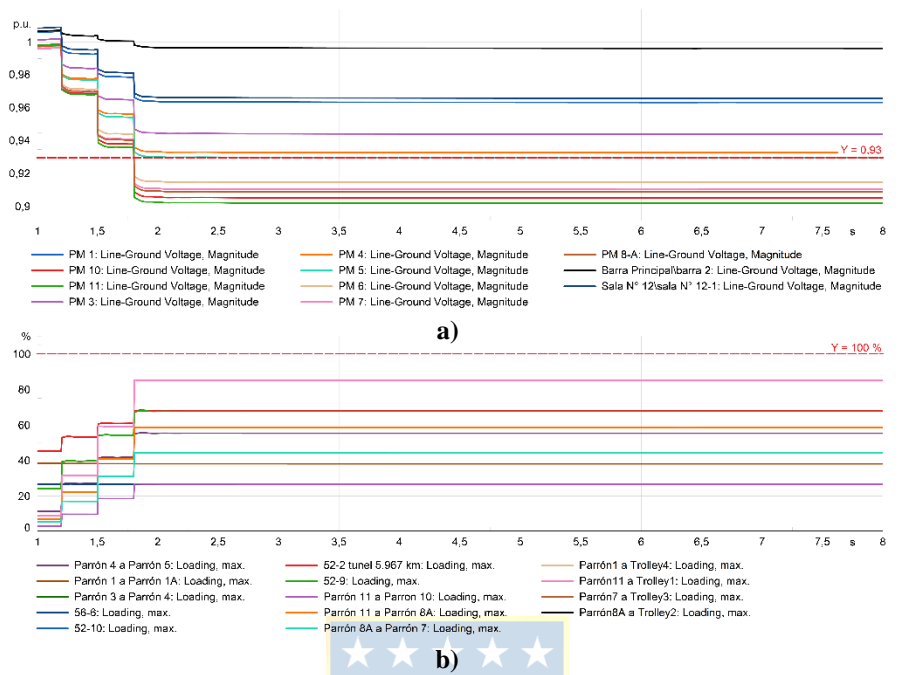 p.u.
1
0,98
0,96
0,94
0,92
0,9
Y = 0,93
1 1,5 2 2,5 3 3,5 4 4,5 5 5,5 6 6,5 7 7,5 s 8
PM 1: Line-Ground Voltage, Magnitude PM 4: Line-Ground Voltage, Magnitude PM 8-A: Line-Ground Voltage, Magnitude
PM 10: Line-Ground Voltage, Magnitude PM 5: Line-Ground Voltage, Magnitude Barra Principal\barra 2: Line-Ground Voltage, Magnitude
PM 11: Line-Ground Voltage, Magnitude PM 6: Line-Ground Voltage, Magnitude Sala N° 12\sala N° 12-1: Line-Ground Voltage, Magnitude
PM 3: Line-Ground Voltage, Magnitude PM 7: Line-Ground Voltage, Magnitude
a)
%
100
80
60
40
20
0
Y = 100 %
1 1,5 2 2,5 3 3,5 4 4,5 5 5,5 6 6,5 7 7,5 s 8
Parrón 4 a Parrón 5: Loading, max. 52-2 tunel 5.967 km: Loading, max. Parrón1 a Trolley4: Loading, max.
Parrón 1 a Parrón 1A: Loading, max. 52-9: Loading, max. Parrón11 a Trolley1: Loading, max.
Parrón 3 a Parrón 4: Loading, max. Parrón 11 a Parron 10: Loading, max. Parrón7 a Trolley3: Loading, max.
56-6: Loading, max. Parrón 11 a Parrón 8A: Loading, max. Parrón8A a Trolley2: Loading, max.
52-10: Loading, max. Parrón 8A a Parrón 7: Loading, max.
b)